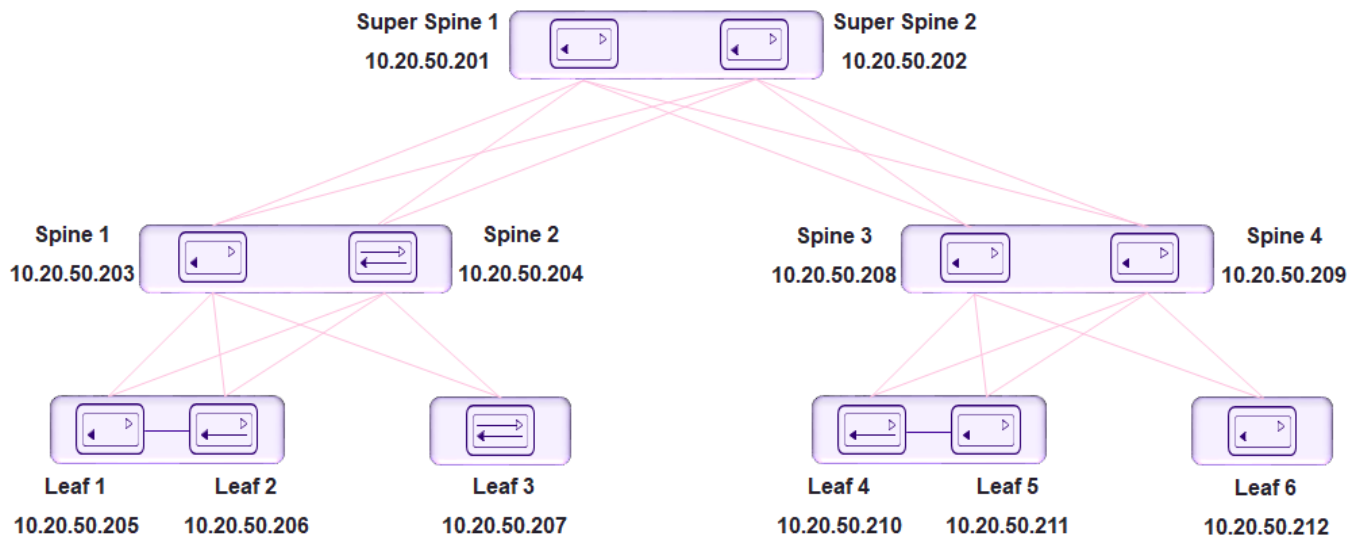 Super Spine 1
10.20.50.201
Super Spine 2
10.20.50.202
Spine 1
10.20.50.203
Spine 2
10.20.50.204
Spine 3
10.20.50.208
Spine 4
10.20.50.209
Leaf 1
10.20.50.205
Leaf 2
10.20.50.206
Leaf 3
10.20.50.207
Leaf 4
10.20.50.210
Leaf 5
10.20.50.211
Leaf 6
10.20.50.212